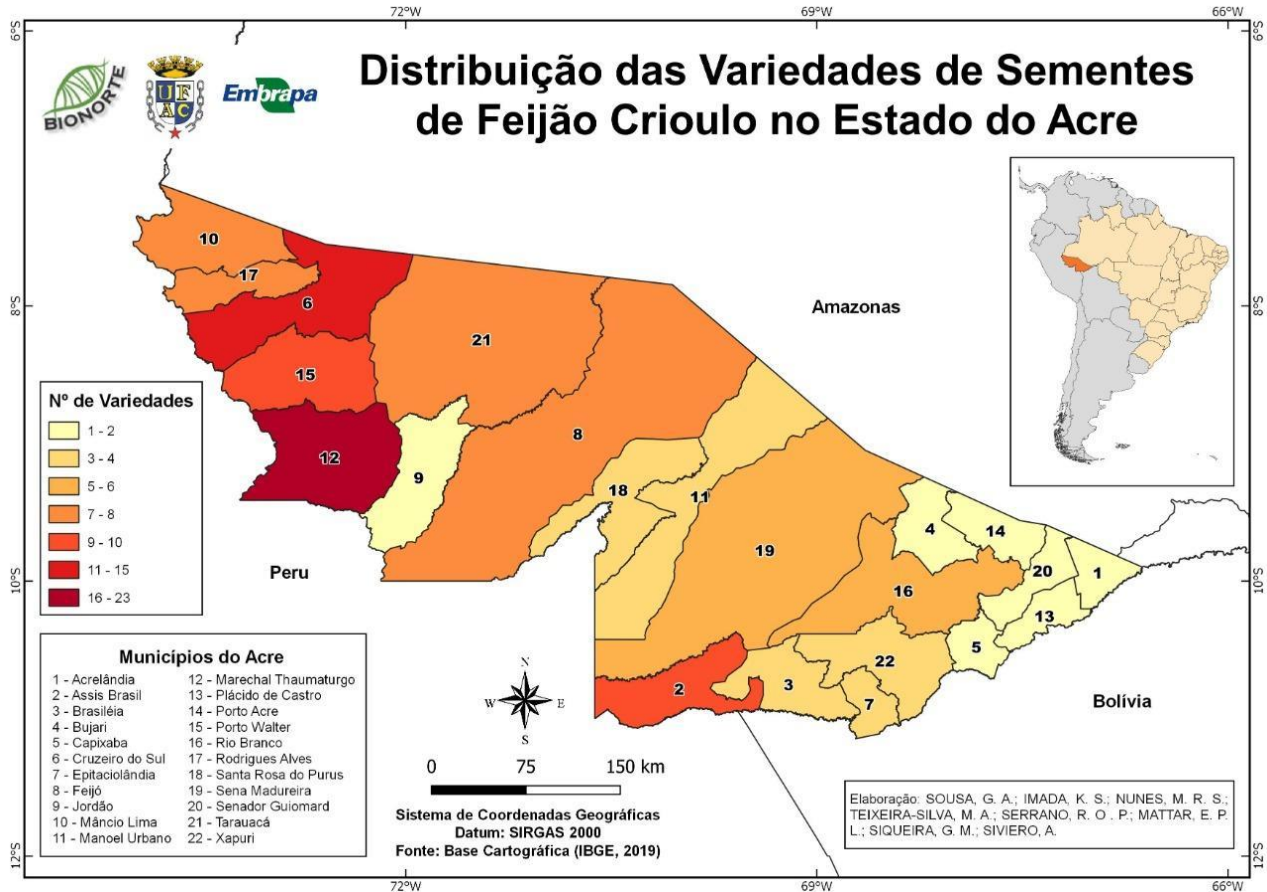 72°W
69°W
66°W
6°S
6°S
BIONORTE
UFAC
Embrapa
Distribuição das Variedades de Sementes
de Feijão Crioulo no Estado do Acre
10
17
6
8°S
8°S
Amazonas
21
15
Nº de Variedades
1 - 2
3 - 4
5 - 6
7 - 8
9 - 10
11 - 15
16 - 23
8
12
9
18
11
4
14
19
10°S
10°S
Peru
20
1
16
13
5
22
2
3
7
Bolívia
Municípios do Acre
1 - Acrelândia
2 - Assis Brasil
3 - Brasiléia
4 - Bujari
5 - Capixaba
6 - Cruzeiro do Sul
7 - Epitaciolândia
8 - Feijó
9 - Jordão
10 - Mâncio Lima
11 - Manoel Urbano
12 - Marechal Thaumaturgo
13 - Plácido de Castro
14 - Porto Acre
15 - Porto Walter
16 - Rio Branco
17 - Rodrigues Alves
18 - Santa Rosa do Purus
19 - Sena Madureira
20 - Senador Guiomard
21 - Tarauacá
22 - Xapuri
N
W
E
S
0 75 150 km
Sistema de Coordenadas Geográficas
Datum: SIRGAS 2000
Fonte: Base Cartográfica (IBGE, 2019)
Elaboração: SOUSA, G. A.; IMADA, K. S.; NUNES, M. R. S.;
TEIXEIRA-SILVA, M. A.; SERRANO, R. O . P.; MATTAR, E. P.
L.; SIQUEIRA, G. M.; SIVIERO, A.
12°S
12°S
72°W
69°W
66°W